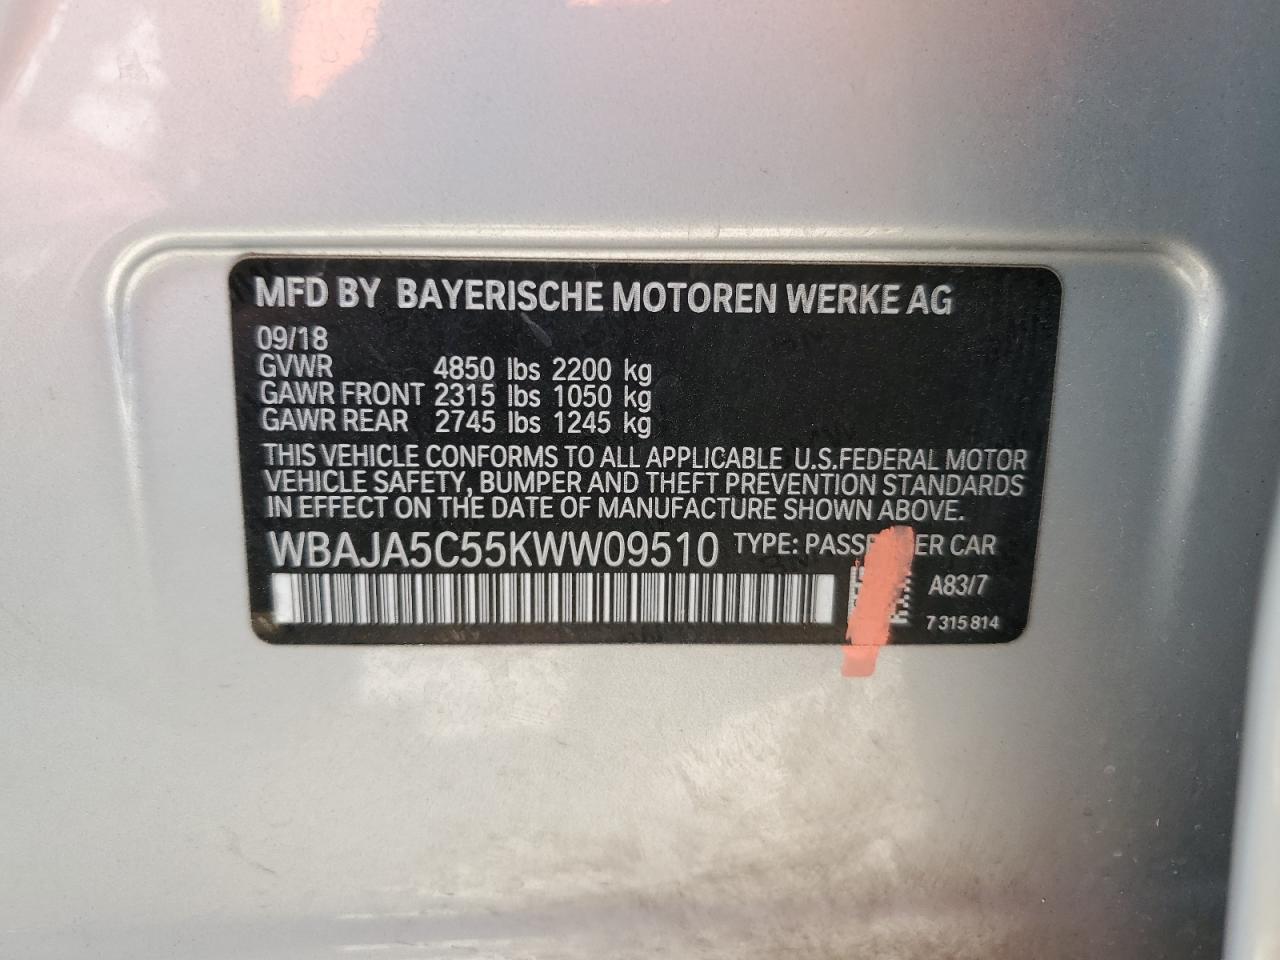 MFD BY BAYERISCHE MOTOREN WERKE AG
09/18
GVWR 4850 lbs 2200 kg
GAWR FRONT 2315 lbs 1050 kg
GAWR REAR 2745 lbs 1245 kg
THIS VEHICLE CONFORMS TO ALL APPLICABLE U.S.FEDERAL MOTOR
VEHICLE SAFETY, BUMPER AND THEFT PREVENTION STANDARDS
IN EFFECT ON THE DATE OF MANUFACTURE SHOWN ABOVE.
WBAJA5C55KWW09510 TYPE: PASSENGER CAR
A83/7
7 315 814